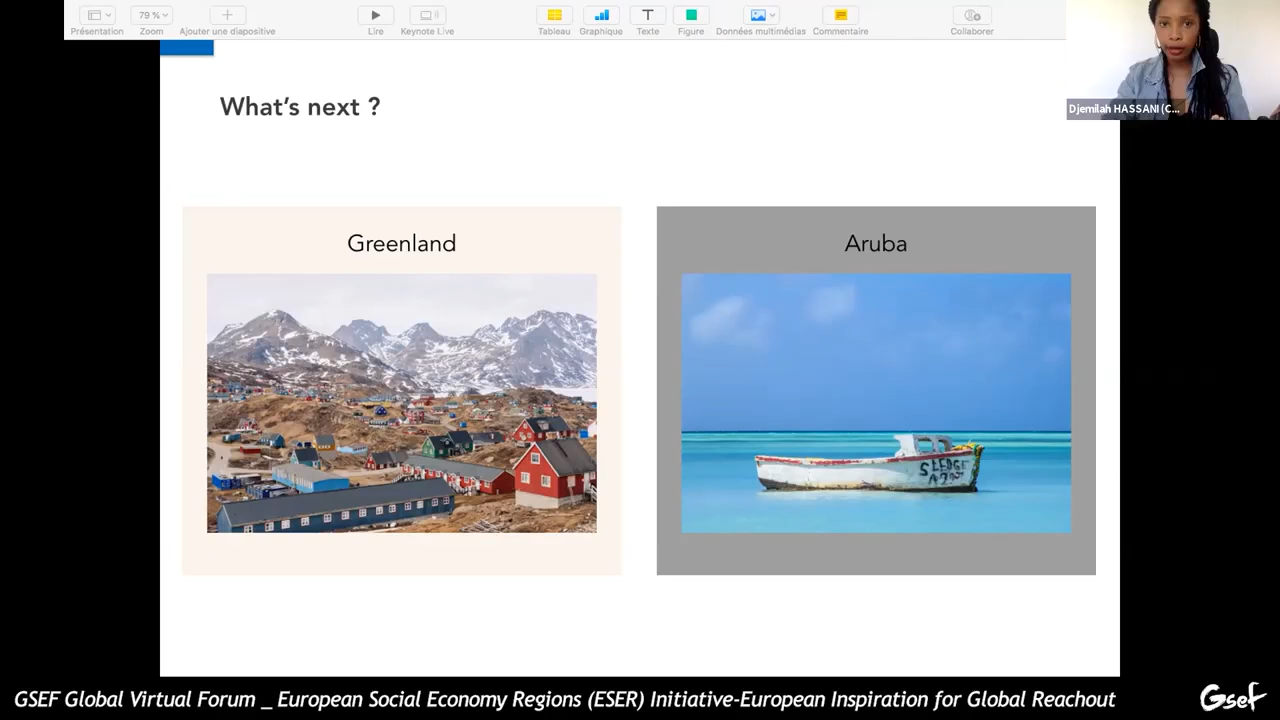 79 %
Présentation Zoom Ajouter une diapositive Lire Keynote Live Tableau Graphique Texte Figure Données multimédias Commentaire Collaborer
Djemilah HASSANI (C...
What's next ?
Greenland
Aruba
GSEF Global Virtual Forum _ European Social Economy Regions (ESER) Initiative-European Inspiration for Global Reachout
Gsef